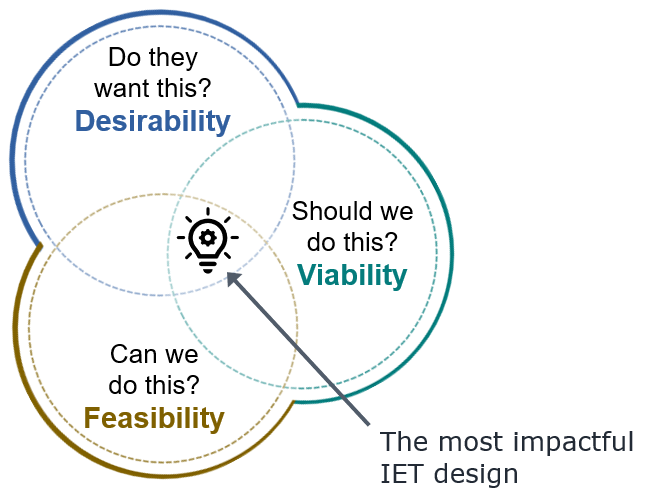 Do they
want this?
Desirability
Should we
do this?
Viability
Can we
do this?
Feasibility
The most impactful
IET design